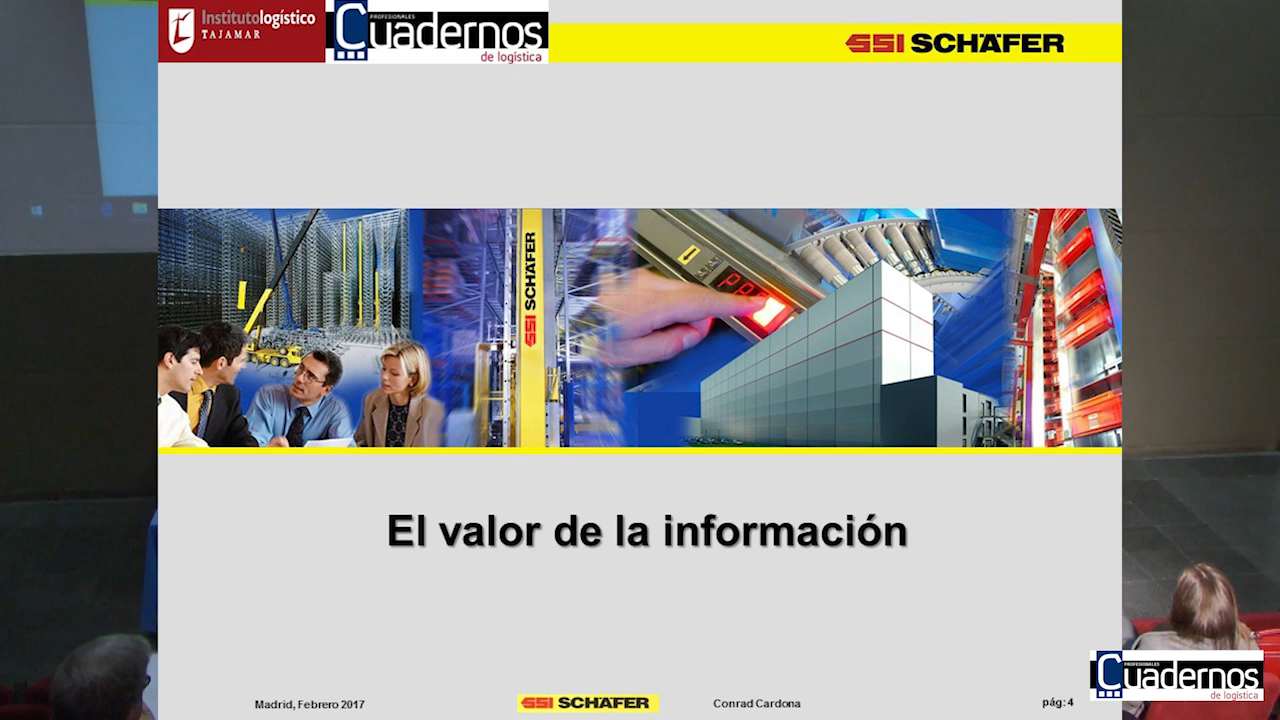 Institutologístico
TAJAMAR
PROFESIONALES
Cuadernos
de logística
SSI SCHÄFER
SSI SCHÄFER
El valor de la información
Madrid, Febrero 2017
SSI SCHÄFER
Conrad Cardona
pág: 4
PROFESIONALES
Cuadernos
de logística